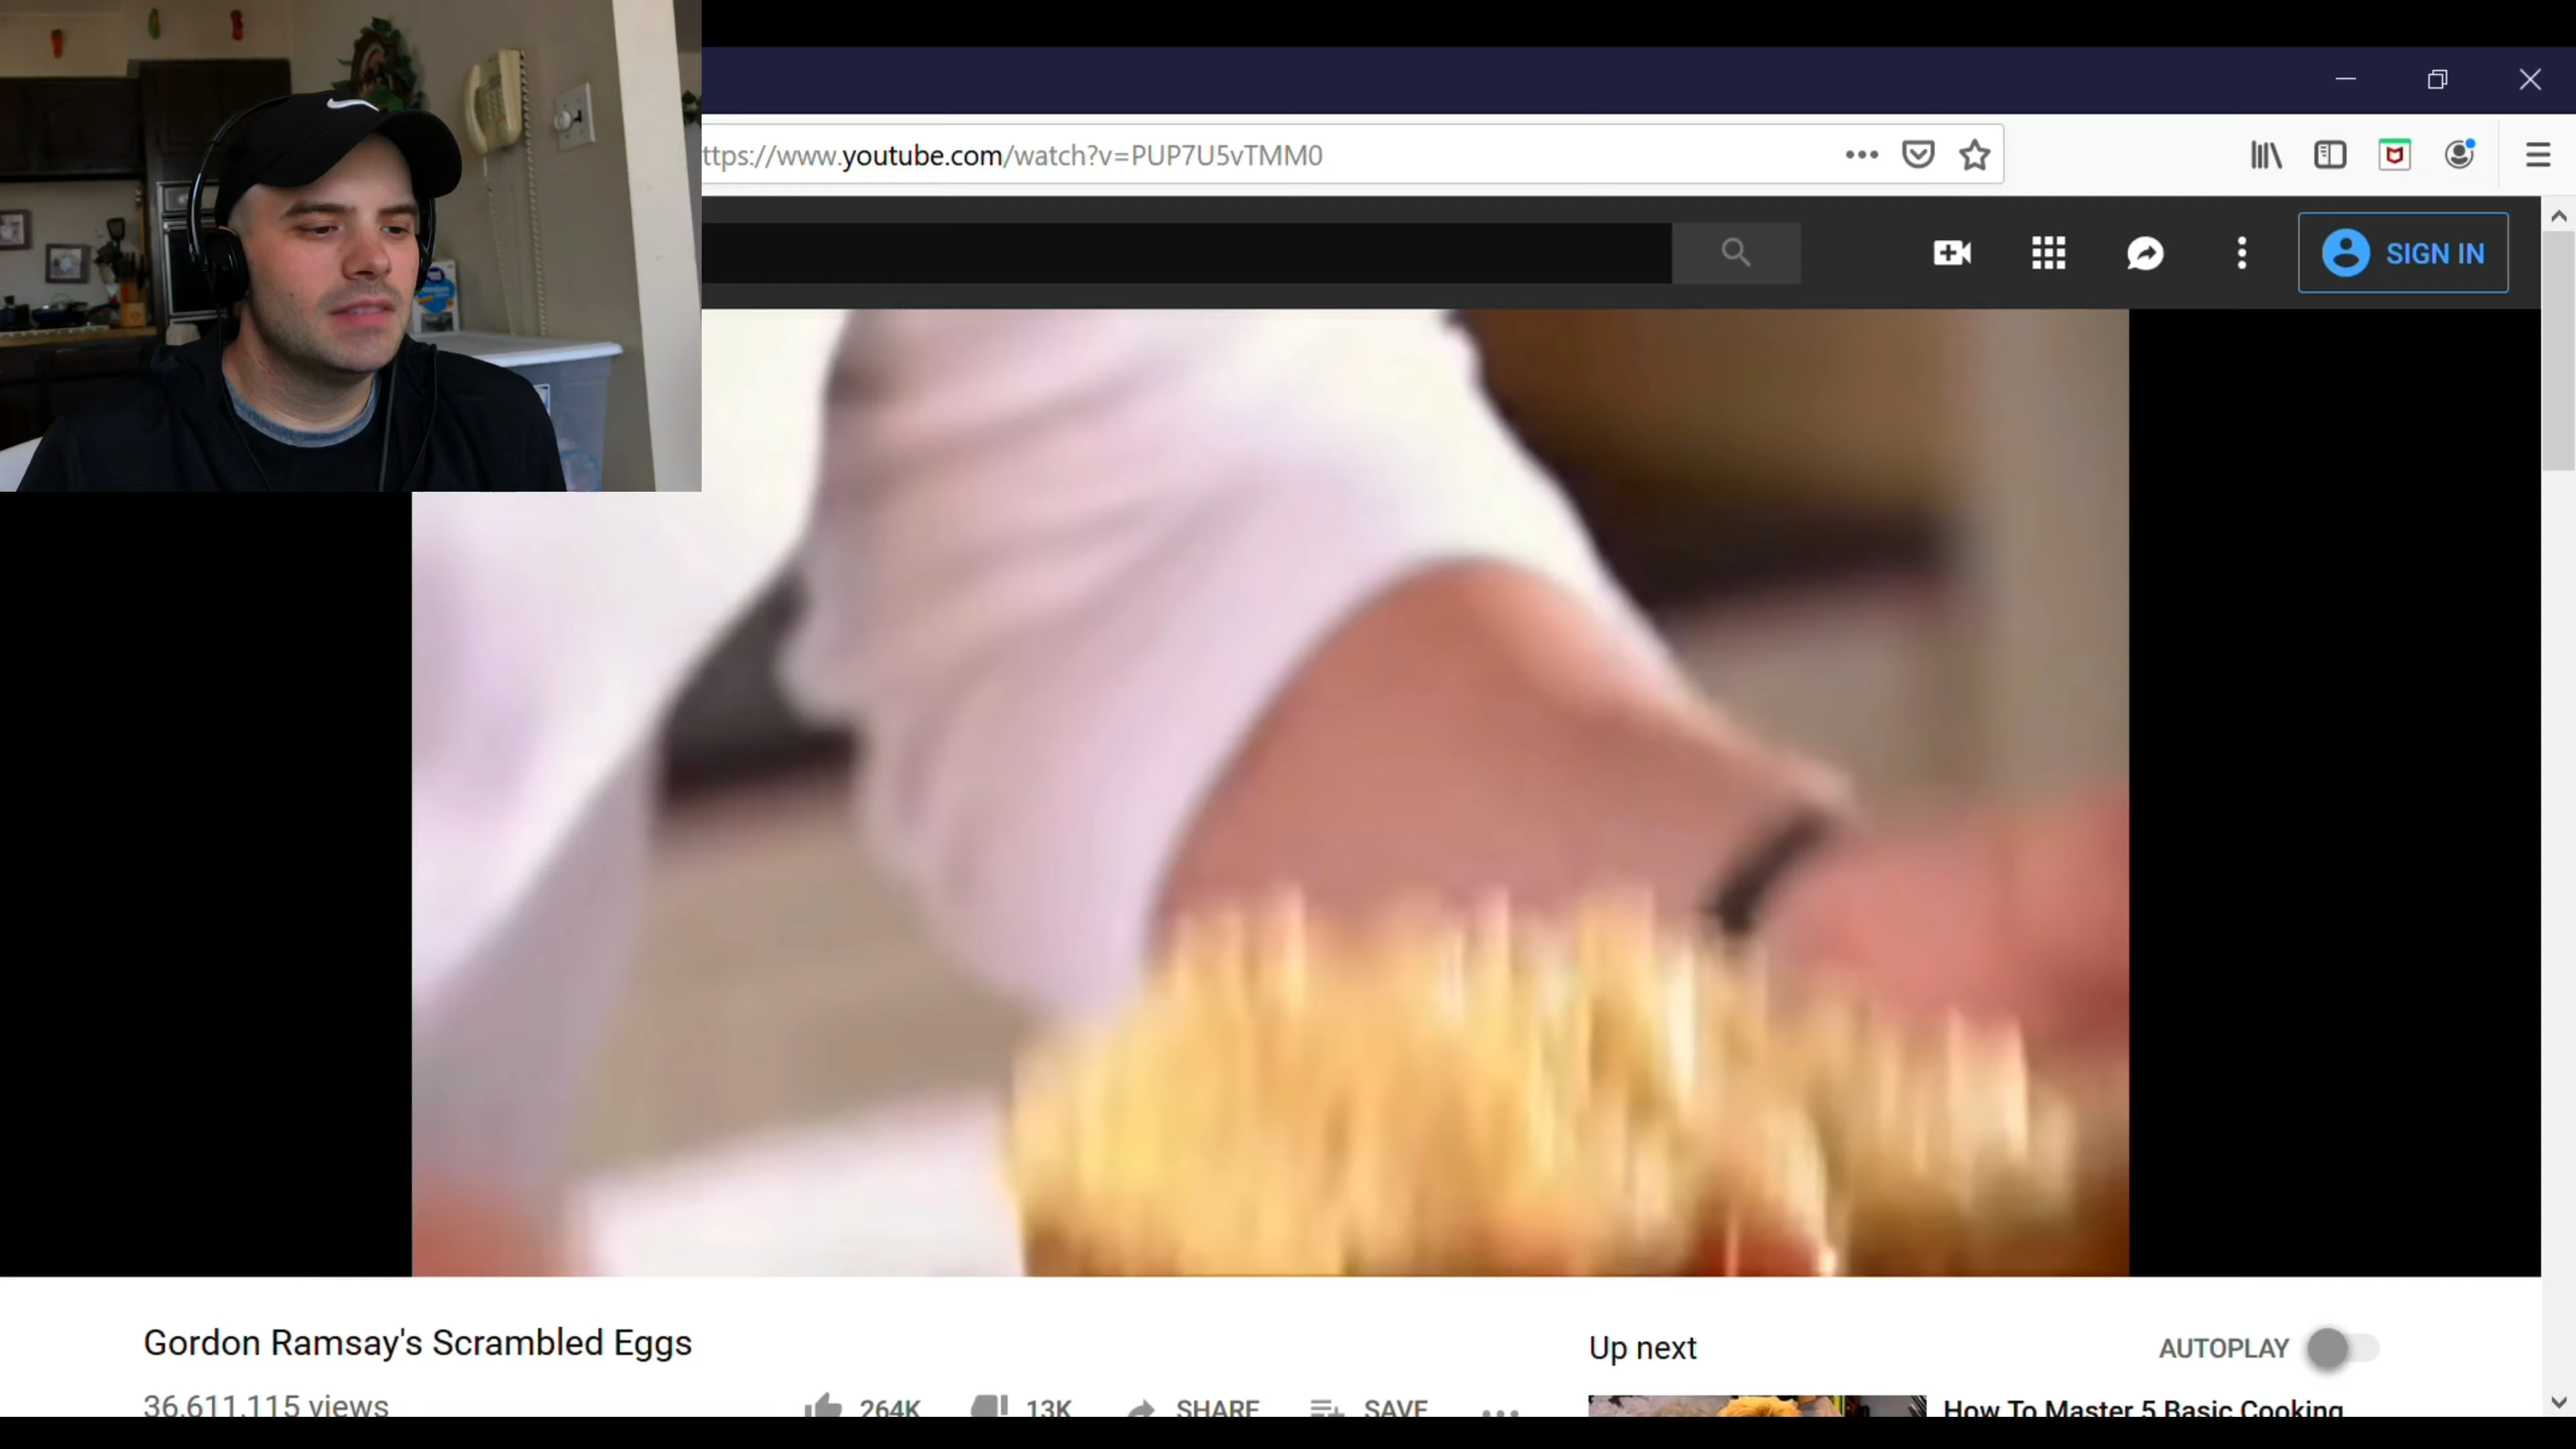 ttps://www.youtube.com/watch?v=PUP7U5vTMM0
SIGN IN
Gordon Ramsay's Scrambled Eggs
36,611,115 views
264K
13K
SHARE
SAVE
Up next
AUTOPLAY
How To Master 5 Basic Cooking